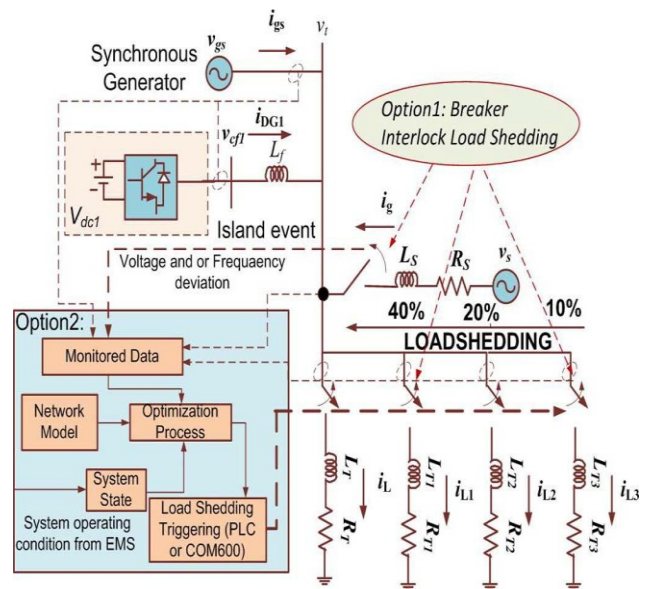 i_gs
v_t
Synchronous
Generator
v_gs
i_DG1
v_cf1
L_f
V_dc1
Option1: Breaker
Interlock Load Shedding
Island event
i_g
Voltage and or Frequaency
deviation
L_S
R_S
v_s
40%
20%
10%
LOADSHEDDING
Option2:
Monitored Data
Network
Model
Optimization
Process
System
State
System operating
condition from EMS
Load Shedding
Triggering (PLC
or COM600)
L_T
i_L
L_T1
i_L1
L_T2
i_L2
L_T3
i_L3
R_T
R_T1
R_T2
R_T3